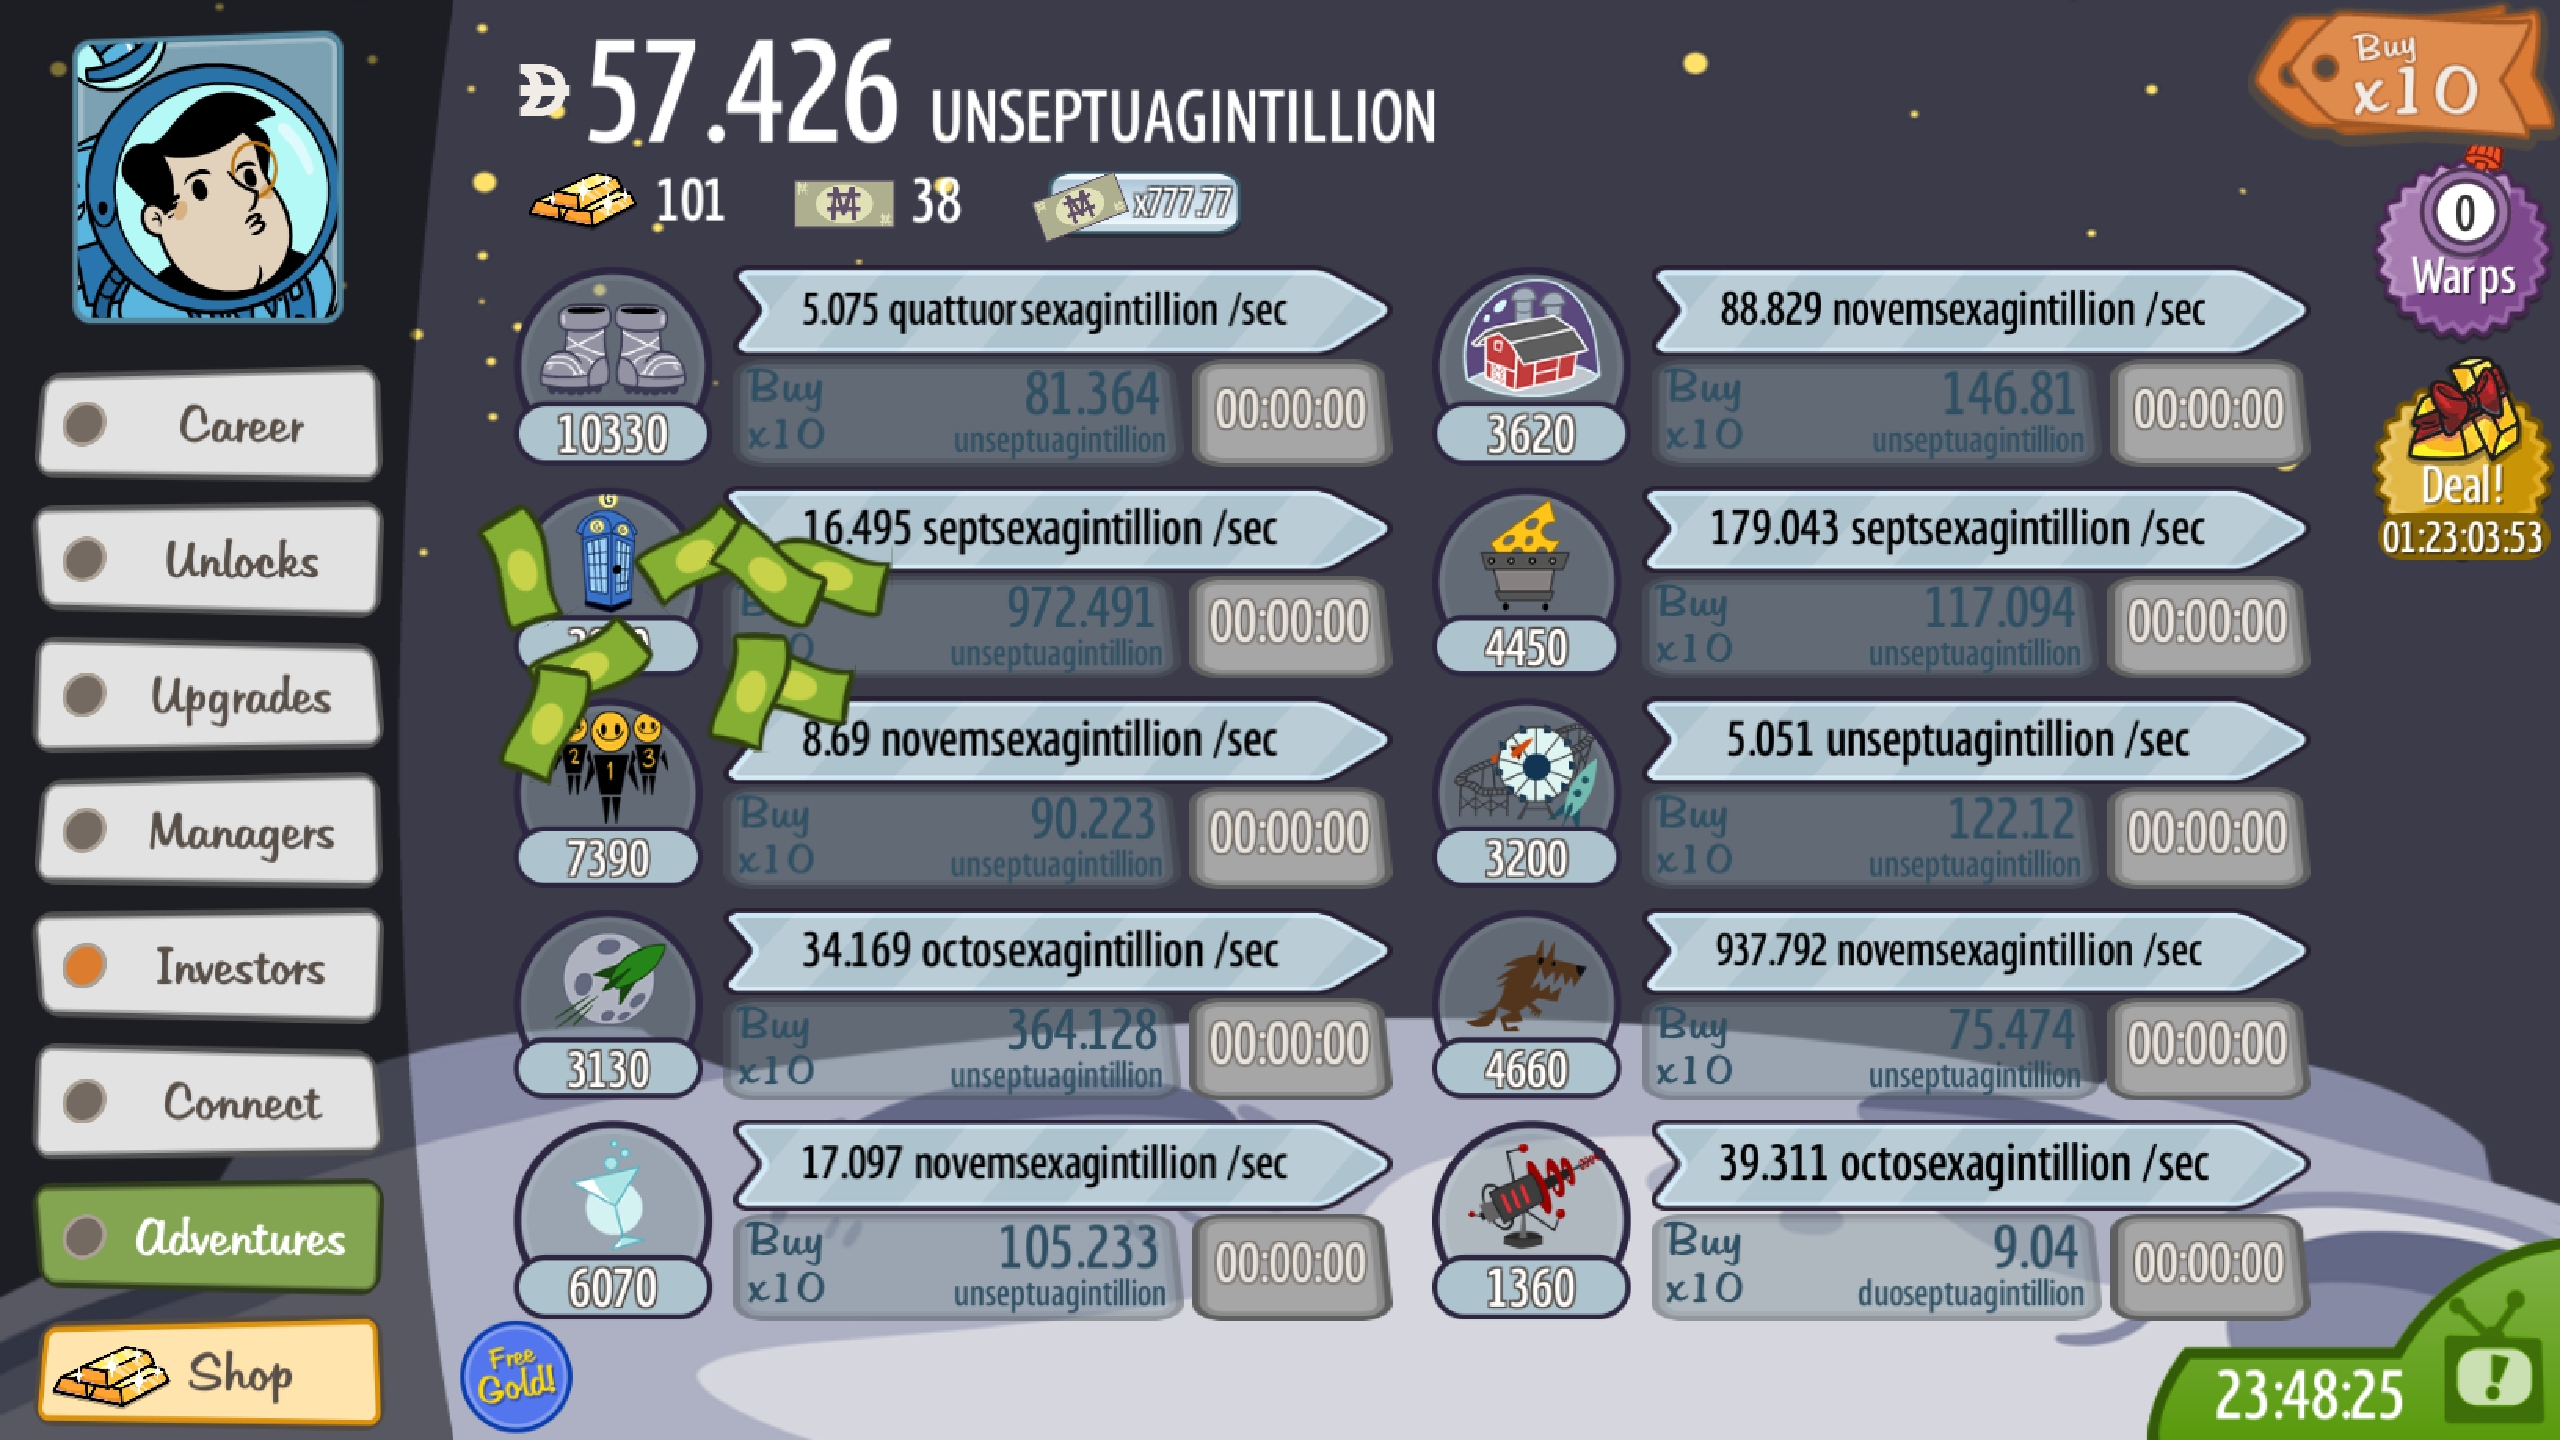 57.426 UNSEPTUAGINTILLION
101 38 x777.77
Buy
x10
0
Warps
Deal!
01:23:03:53
Career
Unlocks
Upgrades
Managers
Investors
Connect
Adventures
Shop
5.075 quattuorsexagintillion /sec
Buy
x10
81.364
unseptuagintillion
00:00:00
10330
16.495 septsexagintillion /sec
972.491
unseptuagintillion
00:00:00
8.69 novemsexagintillion /sec
2 1 3
Buy
x10
90.223
unseptuagintillion
00:00:00
7390
34.169 octosexagintillion /sec
Buy
x10
364.128
unseptuagintillion
00:00:00
3130
17.097 novemsexagintillion /sec
Buy
x10
105.233
unseptuagintillion
00:00:00
6070
88.829 novemsexagintillion /sec
Buy
x10
146.81
unseptuagintillion
00:00:00
3620
179.043 septsexagintillion /sec
Buy
x10
117.094
unseptuagintillion
00:00:00
4450
5.051 unseptuagintillion /sec
Buy
x10
122.12
unseptuagintillion
00:00:00
3200
937.792 novemsexagintillion /sec
Buy
x10
75.474
unseptuagintillion
00:00:00
4660
39.311 octosexagintillion /sec
Buy
x10
9.04
duoseptuagintillion
00:00:00
1360
Free
Gold!
23:48:25